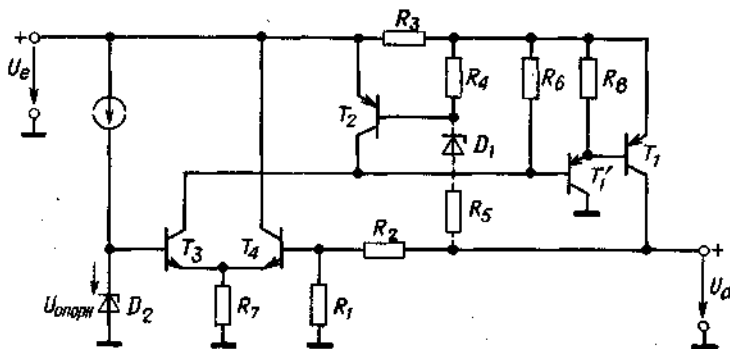 +
R₃
Uₑ
R₄
R₆
R₈
T₂
D₁
T₁'
T₁
R₅
T₃
T₄
R₂
+
Uопорн
D₂
R₇
R₁
Uₐ